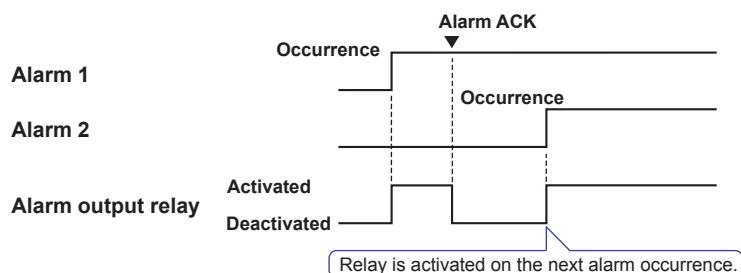 Alarm ACK
Occurrence
Alarm 1
Occurrence
Alarm 2
Activated
Alarm output relay
Deactivated
Relay is activated on the next alarm occurrence.